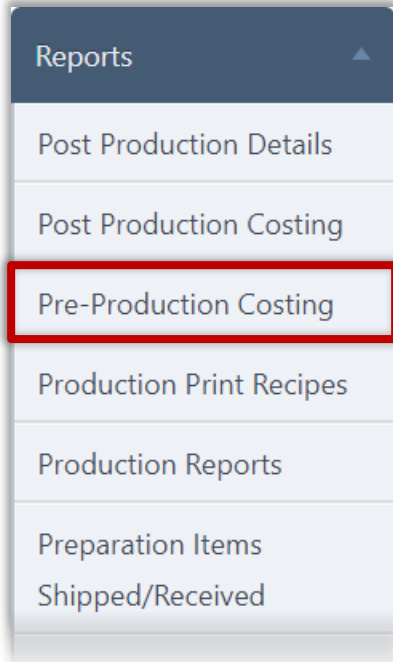 Reports
Post Production Details
Post Production Costing
Pre-Production Costing
Production Print Recipes
Production Reports
Preparation Items
Shipped/Received